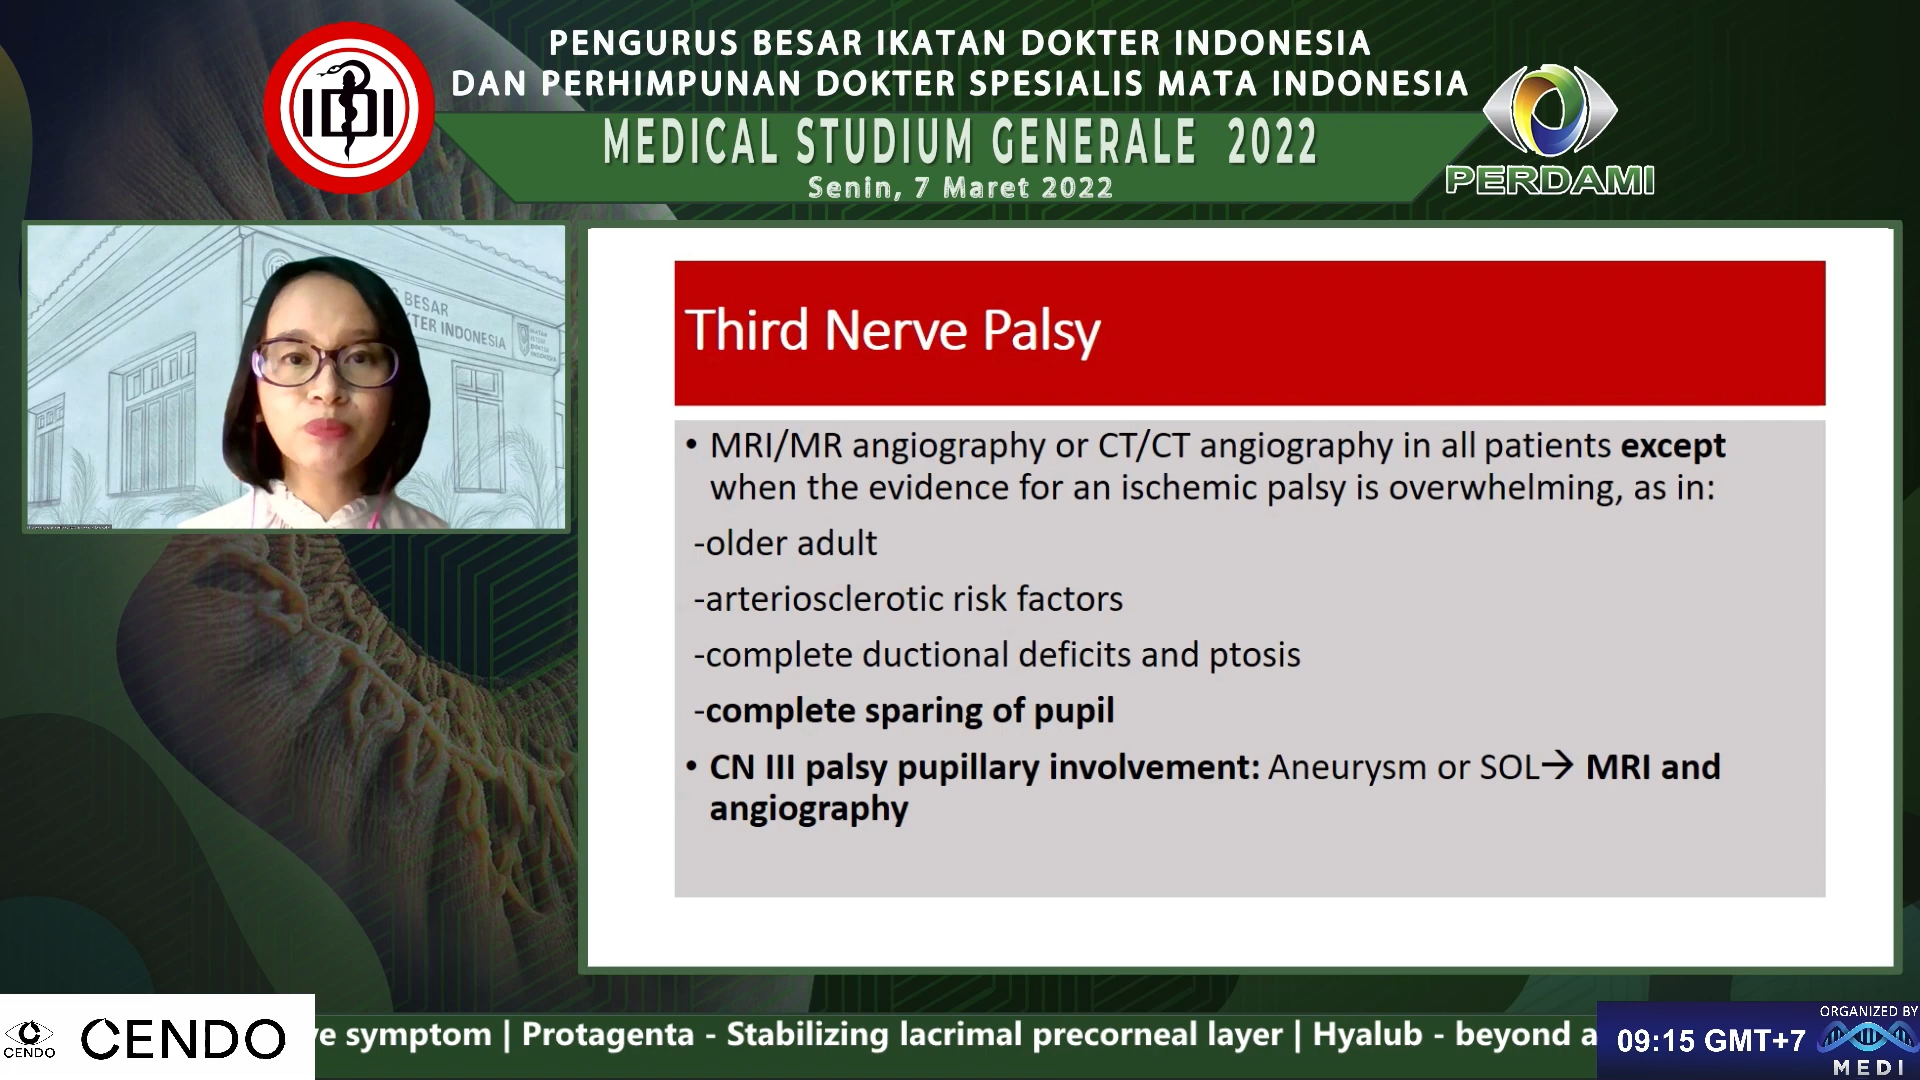 PENGURUS BESAR IKATAN DOKTER INDONESIA
DAN PERHIMPUNAN DOKTER SPESIALIS MATA INDONESIA
MEDICAL STUDIUM GENERALE 2022
Senin, 7 Maret 2022
IDI
PERDAMI
BESAR
KTER INDONESIA
Third Nerve Palsy
• MRI/MR angiography or CT/CT angiography in all patients except
when the evidence for an ischemic palsy is overwhelming, as in:
-older adult
-arteriosclerotic risk factors
-complete ductional deficits and ptosis
-complete sparing of pupil
• CN III palsy pupillary involvement: Aneurysm or SOL→ MRI and
angiography
CENDO
CENDO
ve symptom | Protagenta - Stabilizing lacrimal precorneal layer | Hyalub - beyond a
09:15 GMT+7
ORGANIZED BY
MEDI